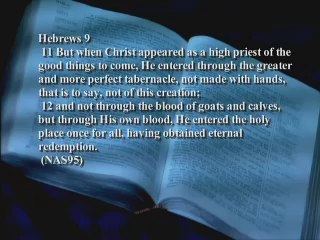 Hebrews 9
11 But when Christ appeared as a high priest of the
good things to come, He entered through the greater
and more perfect tabernacle, not made with hands,
that is to say, not of this creation;
12 and not through the blood of goats and calves,
but through His own blood, He entered the holy
place once for all, having obtained eternal
redemption.
(NAS95)